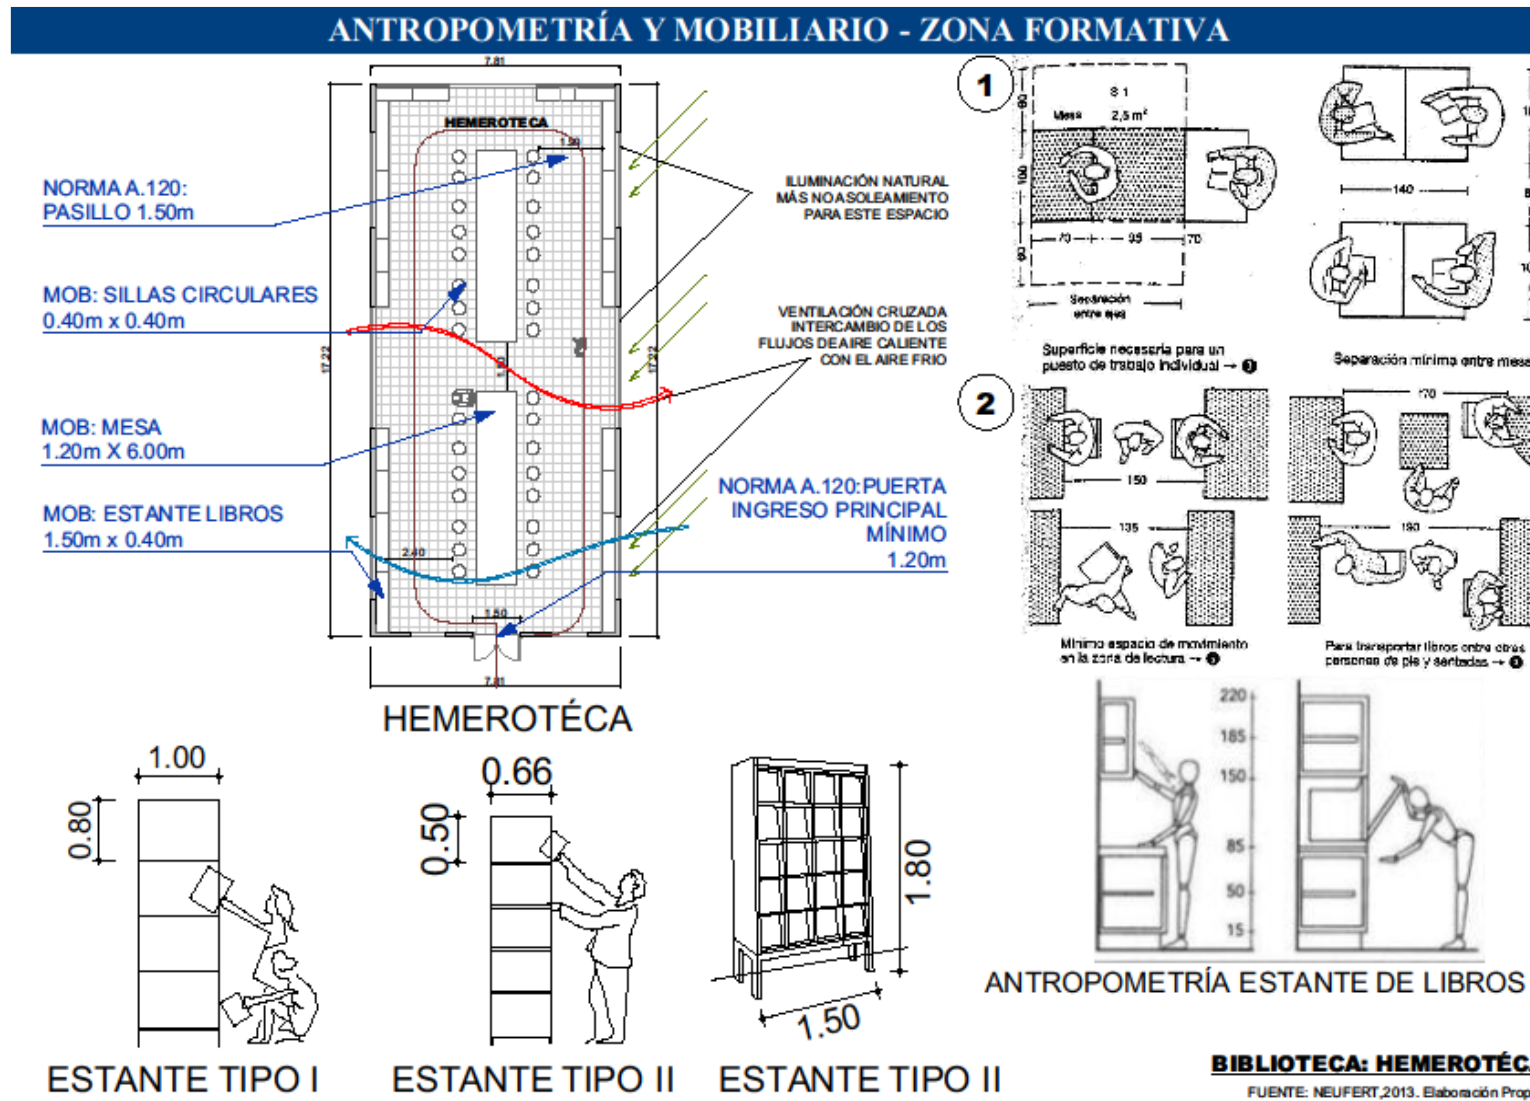 ANTROPOMETRÍA Y MOBILIARIO - ZONA FORMATIVA
7.81
HEMEROTECA
1.50
17.22
17.22
2.40
1.50
7.81
HEMEROTÉCA
NORMA A.120:
PASILLO 1.50m
MOB: SILLAS CIRCULARES
0.40m x 0.40m
MOB: MESA
1.20m X 6.00m
MOB: ESTANTE LIBROS
1.50m x 0.40m
ILUMINACIÓN NATURAL
MÁS NO ASOLEAMIENTO
PARA ESTE ESPACIO
VENTILACIÓN CRUZADA
INTERCAMBIO DE LOS
FLUJOS DE AIRE CALIENTE
CON EL AIRE FRIO
NORMA A.120:PUERTA
INGRESO PRINCIPAL
MÍNIMO
1.20m
1
Mesa
2,5 m²
100
70
95
70
Separación
entre ejes
Superficie necesaria para un
puesto de trabajo individual →
140
Separación mínima entre mesa
2
150
170
135
190
Mínimo espacio de movimiento
en la zona de lectura →
Para transportar libros entre otras
personas de pie y sentadas →
220
185
150
85
50
15
ANTROPOMETRÍA ESTANTE DE LIBROS
1.00
0.80
ESTANTE TIPO I
0.66
0.50
ESTANTE TIPO II
1.80
1.50
ESTANTE TIPO II
BIBLIOTECA: HEMEROTÉC
FUENTE: NEUFERT,2013. Elaboración Prop